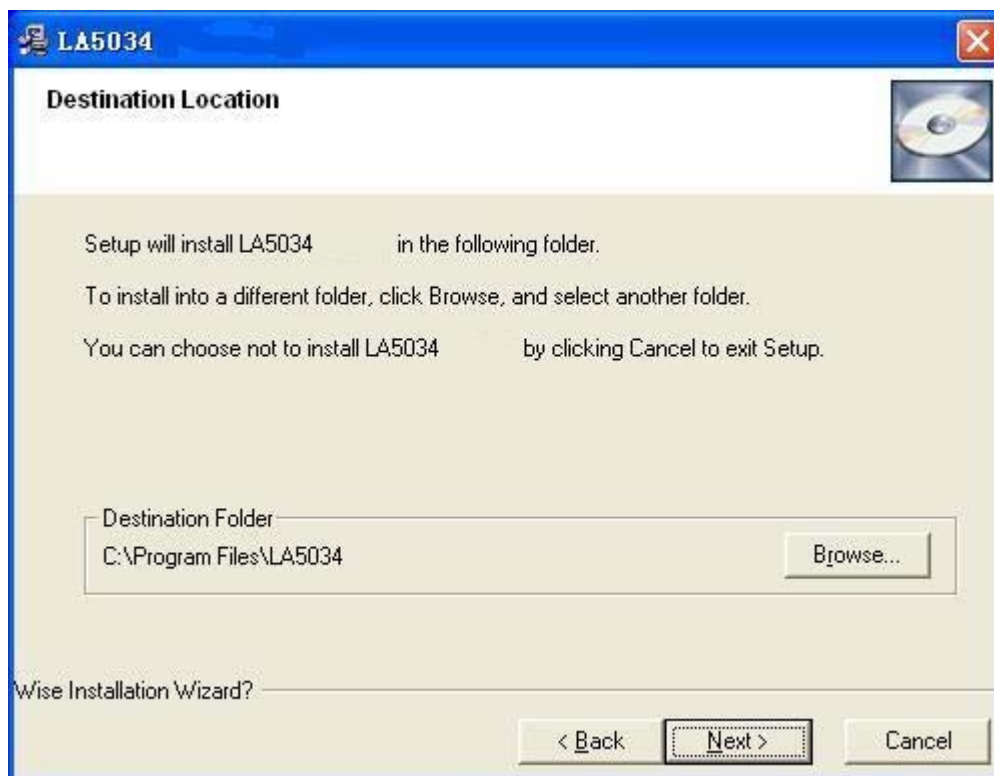 LA5034
Destination Location
Setup will install LA5034 in the following folder.
To install into a different folder, click Browse, and select another folder.
You can choose not to install LA5034 by clicking Cancel to exit Setup.
Destination Folder
C:\Program Files\LA5034
Browse...
Wise Installation Wizard?
< Back Next > Cancel